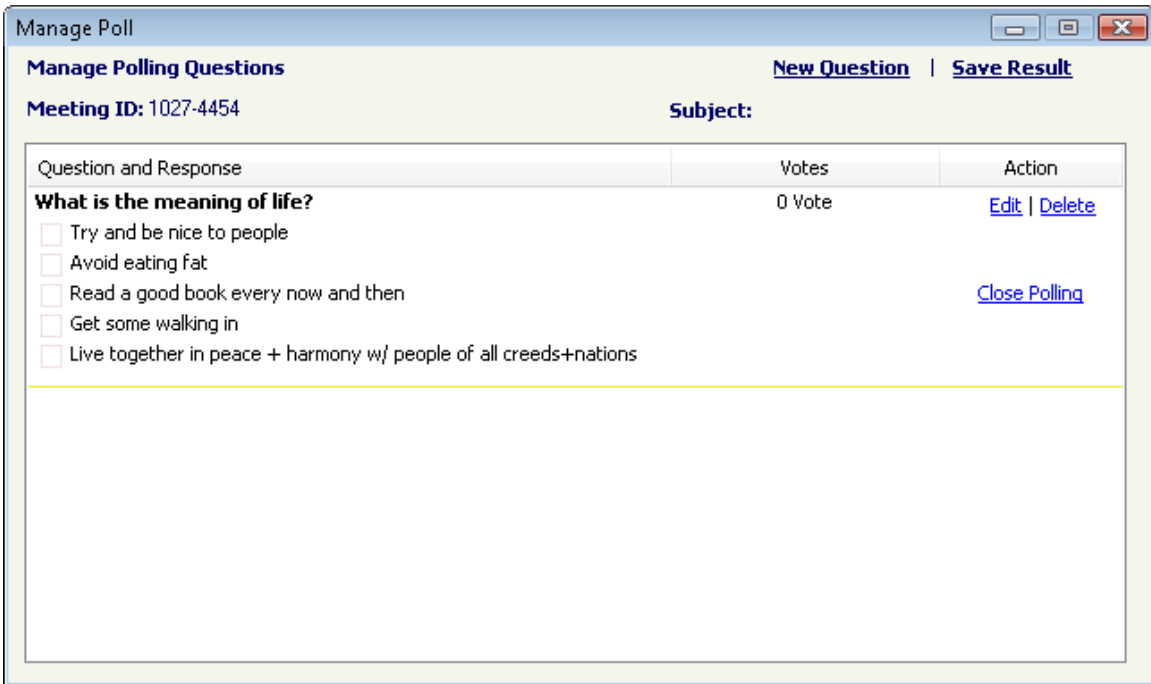 Manage Poll
Manage Polling Questions New Question | Save Result
Meeting ID: 1027-4454 Subject:
Question and Response Votes Action
What is the meaning of life? 0 Vote Edit | Delete
Try and be nice to people
Avoid eating fat
Read a good book every now and then Close Polling
Get some walking in
Live together in peace + harmony w/ people of all creeds+nations